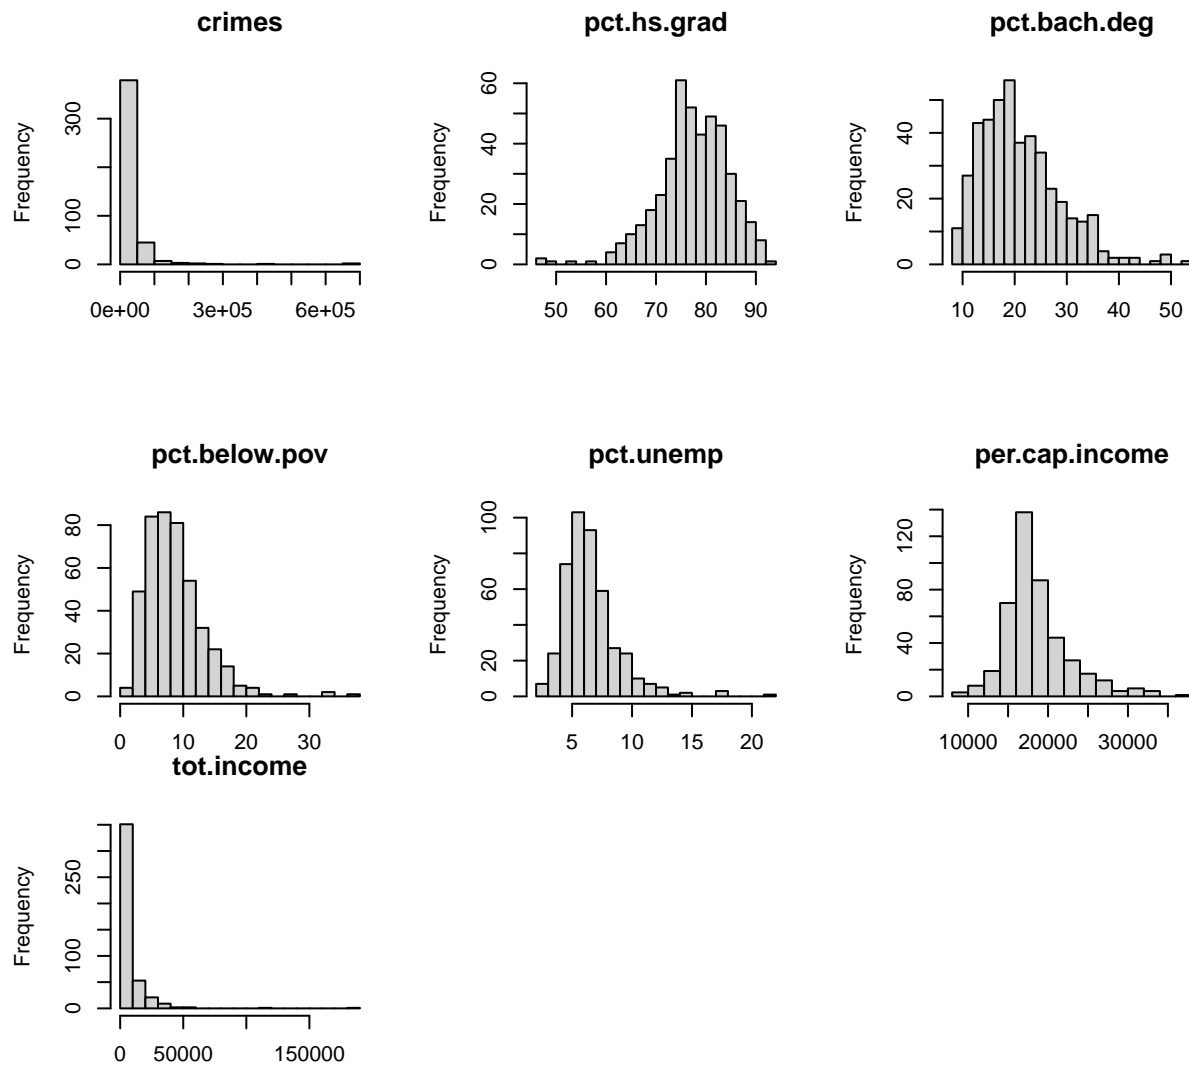 crimes
Frequency
0 100 300
0e+00 3e+05 6e+05
pct.hs.grad
Frequency
0 20 40 60
50 60 70 80 90
pct.bach.deg
Frequency
0 20 40
10 20 30 40 50
pct.below.pov
Frequency
0 20 40 60 80
0 10 20 30
pct.unemp
Frequency
0 20 60 100
5 10 15 20
per.cap.income
Frequency
0 40 80 120
10000 20000 30000
tot.income
Frequency
0 100 250
0 50000 150000